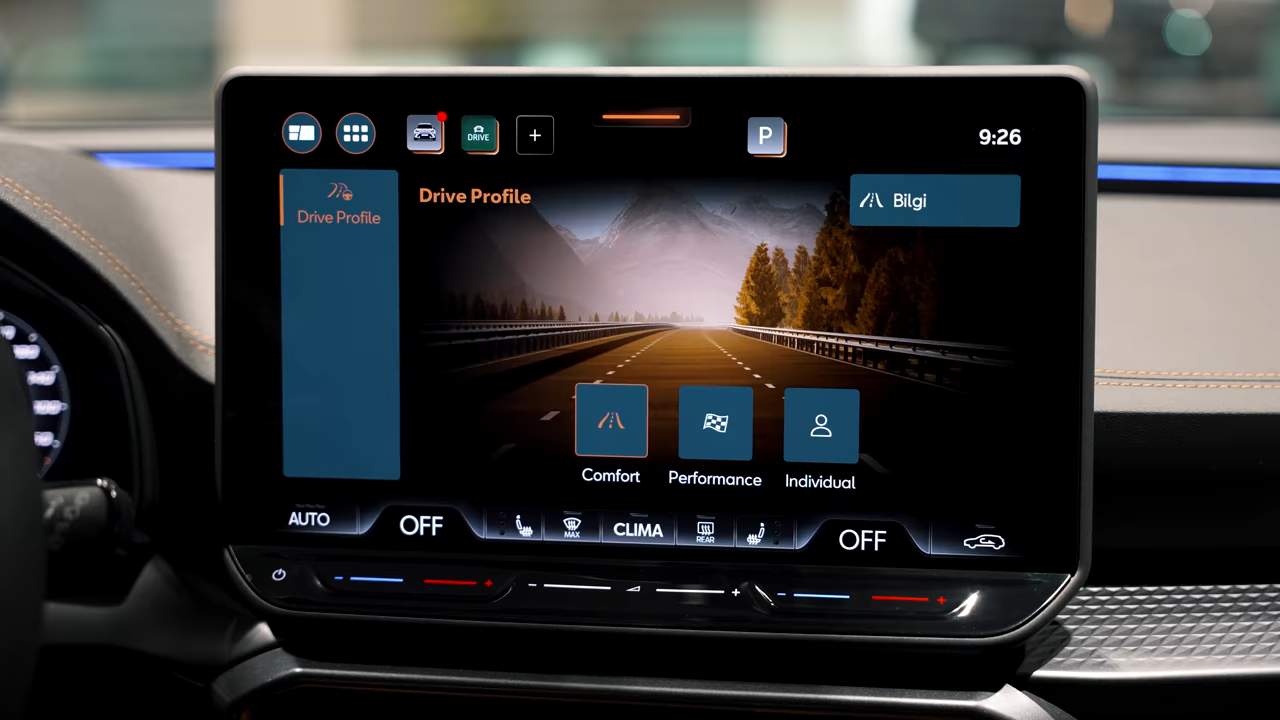 DRIVE
+
P
9:26
Drive Profile
Drive Profile
Bilgi
Comfort
Performance
Individual
AUTO
OFF
MAX
CLIMA
REAR
OFF